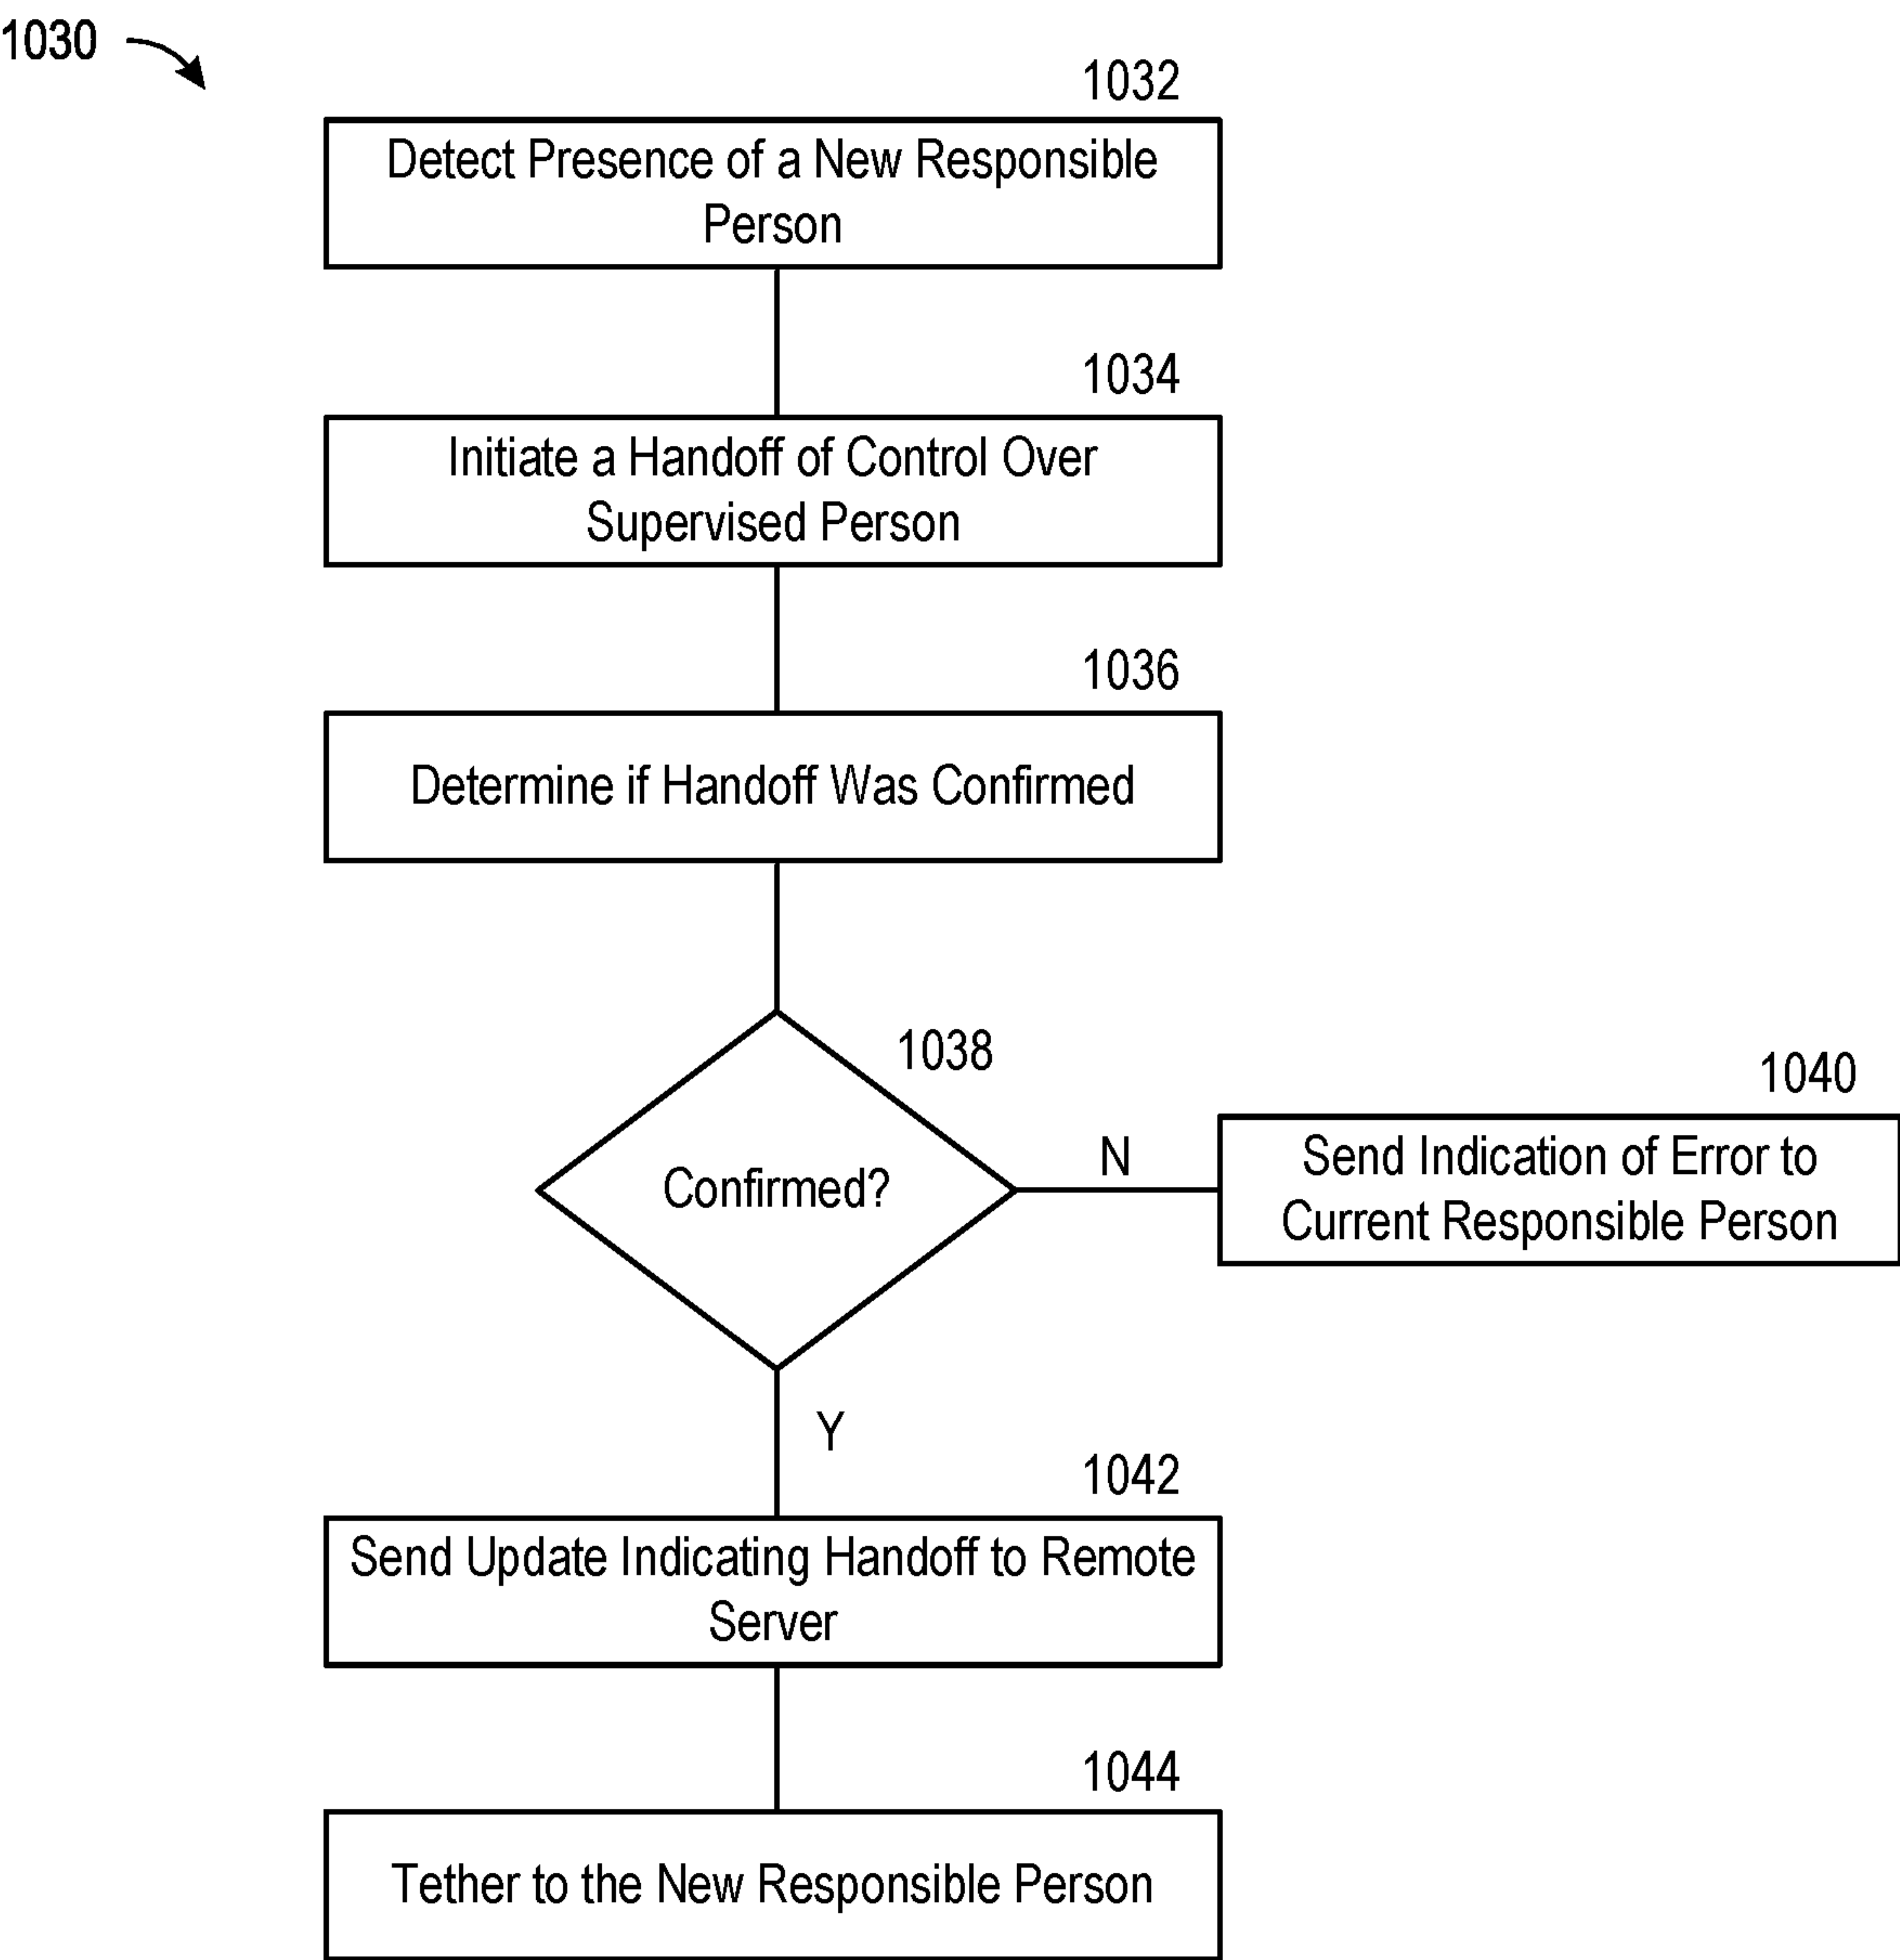 1030
1032
Detect Presence of a New Responsible
Person
1034
Initiate a Handoff of Control Over
Supervised Person
1036
Determine if Handoff Was Confirmed
1038
Confirmed?
N
1040
Send Indication of Error to
Current Responsible Person
Y
1042
Send Update Indicating Handoff to Remote
Server
1044
Tether to the New Responsible Person